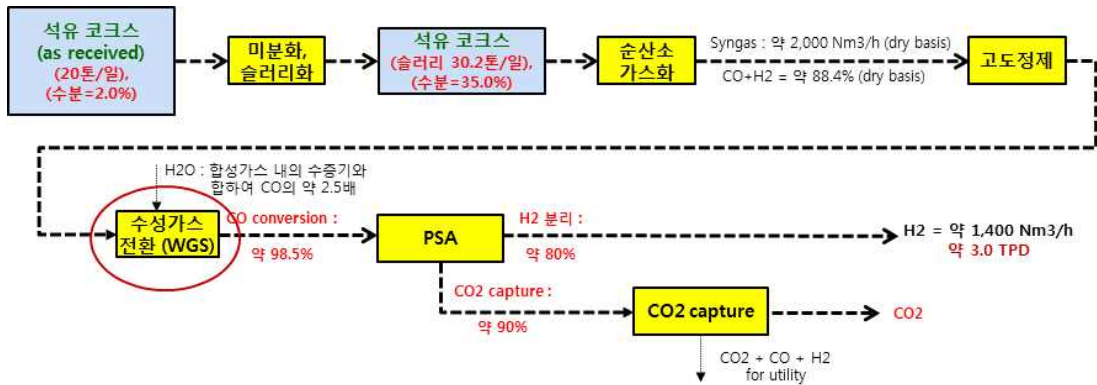 석유 코크스
(as received)
(20톤/일),
(수분=2.0%)
미분화,
슬러리화
석유 코크스
(슬러리 30.2톤/일),
(수분=35.0%)
순산소
가스화
Syngas : 약 2,000 Nm3/h (dry basis)
CO+H2 = 약 88.4% (dry basis)
고도정제
H2O : 합성가스 내의 수증기와
합하여 CO의 약 2.5배
수성가스
전환 (WGS)
CO conversion :
약 98.5%
PSA
H2 분리 :
약 80%
H2 = 약 1,400 Nm3/h
약 3.0 TPD
CO2 capture :
약 90%
CO2 capture
CO2
CO2 + CO + H2
for utility